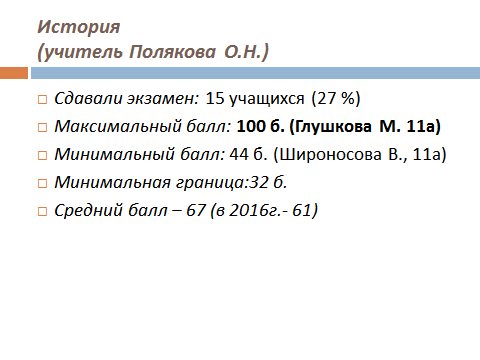 История
(учитель Полякова О.Н.)
Сдавали экзамен: 15 учащихся (27 %)
Максимальный балл: 100 б. (Глушкова М. 11а)
Минимальный балл: 44 б. (Широносова В., 11а)
Минимальная граница:32 б.
Средний балл – 67 (в 2016г.- 61)